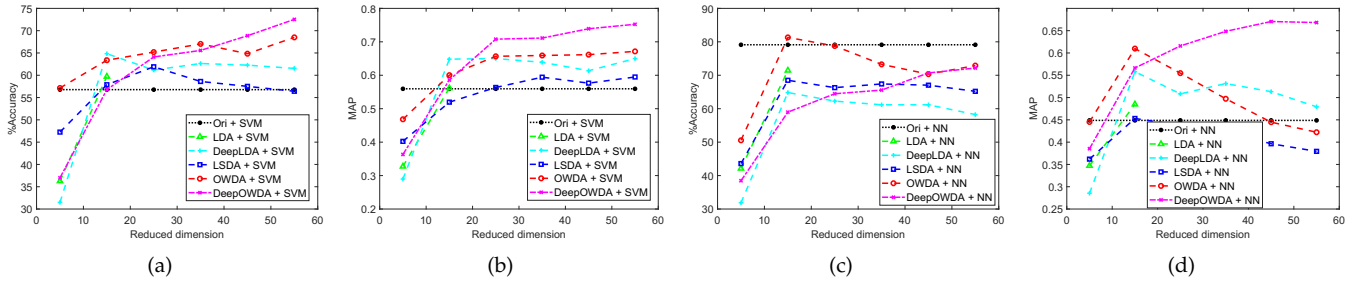 75
70
65
60
55
50
45
40
35
30
%Accuracy
0 10 20 30 40 50 60
Reduced dimension
Ori + SVM
LDA + SVM
DeepLDA + SVM
LSDA + SVM
OWDA + SVM
DeepOWDA + SVM
(a)
0.8
0.7
0.6
0.5
0.4
0.3
0.2
MAP
0 10 20 30 40 50 60
Reduced dimension
Ori + SVM
LDA + SVM
DeepLDA + SVM
LSDA + SVM
OWDA + SVM
DeepOWDA + SVM
(b)
90
80
70
60
50
40
30
%Accuracy
0 10 20 30 40 50 60
Reduced dimension
Ori + NN
LDA + NN
DeepLDA + NN
LSDA + NN
OWDA + NN
DeepOWDA + NN
(c)
0.65
0.6
0.55
0.5
0.45
0.4
0.35
0.3
0.25
MAP
0 10 20 30 40 50 60
Reduced dimension
Ori + NN
LDA + NN
DeepLDA + NN
LSDA + NN
OWDA + NN
DeepOWDA + NN
(d)